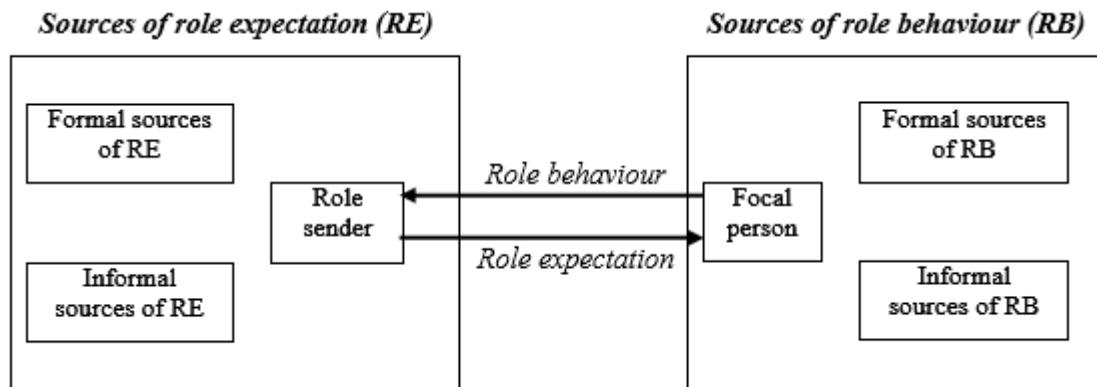 Sources of role expectation (RE)
Sources of role behaviour (RB)
Formal sources
of RE
Role
sender
Informal
sources of RE
Role behaviour
Role expectation
Focal
person
Formal sources
of RB
Informal
sources of RB